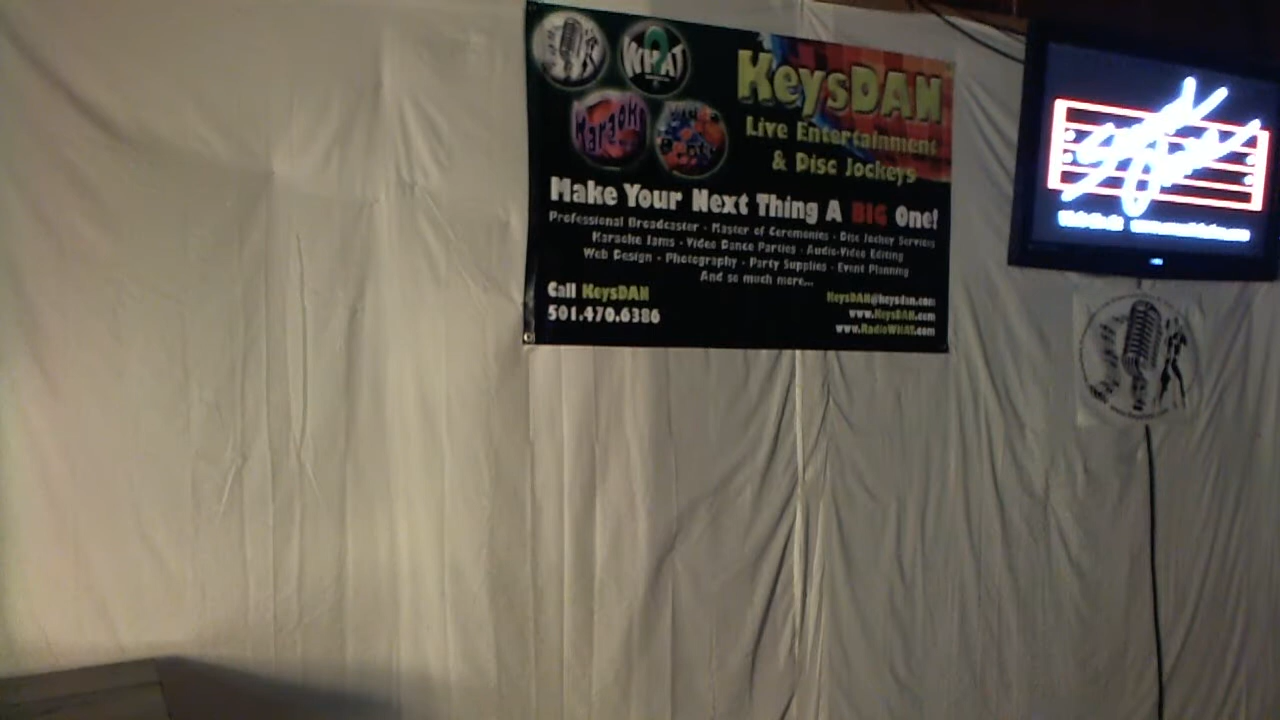 WHAT
Karaoke
KeysDAN
Live Entertainment
& Disc Jockeys
Make Your Next Thing A BIG One!
Professional Broadcaster - Master of Ceremonies - Disc Jockey Services
Karaoke Jams - Video Dance Parties - Audio-Video Editing
Web Design - Photography - Party Supplies - Event Planning
And so much more...
Call KeysDAN
501.470.6386
KeysDAN@keysdan.com
www.KeysDAN.com
www.RadioWHAT.com